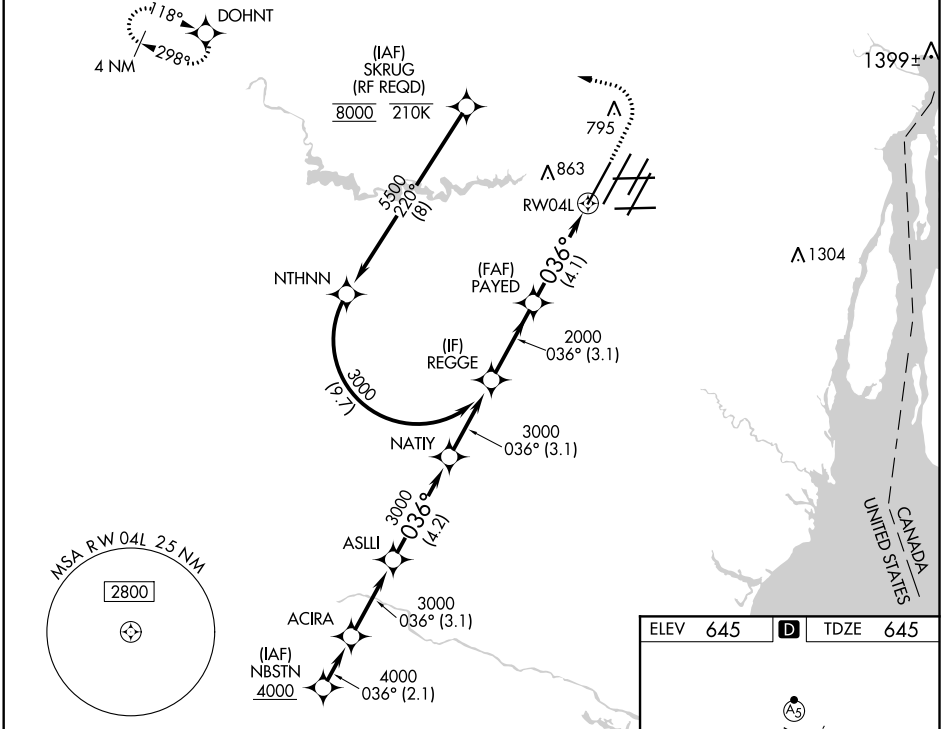 118°
DOHNT
298°
4 NM
(IAF)
SKRUG
(RF REQD)
8000 210K
1399±
795
863
RW04L
5500
220°
(8)
1304
NTHNN
(FAF)
PAYED
036°
(4.1)
(IF)
REGGE
2000
036° (3.1)
3000
(9.7)
NATIY
3000
036° (3.1)
3000
036°
(4.2)
ASLLI
CANADA
UNITED STATES
MSA RW 04L 25 NM
2800
ACIRA
3000
036° (3.1)
(IAF)
NBSTN
4000
4000
036° (2.1)
ELEV 645 D TDZE 645
A5